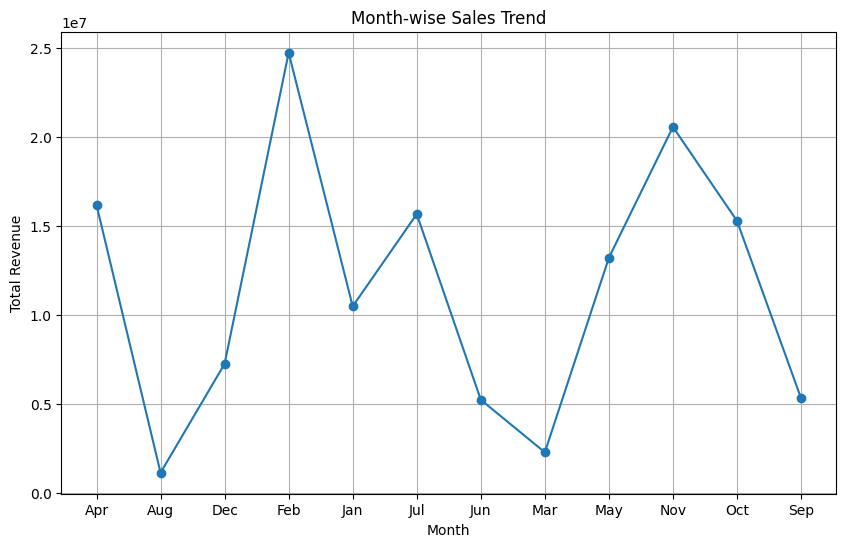 Month-wise Sales Trend
1e7
2.5
2.0
1.5
1.0
0.5
0.0
Total Revenue
Apr Aug Dec Feb Jan Jul Jun Mar May Nov Oct Sep
Month